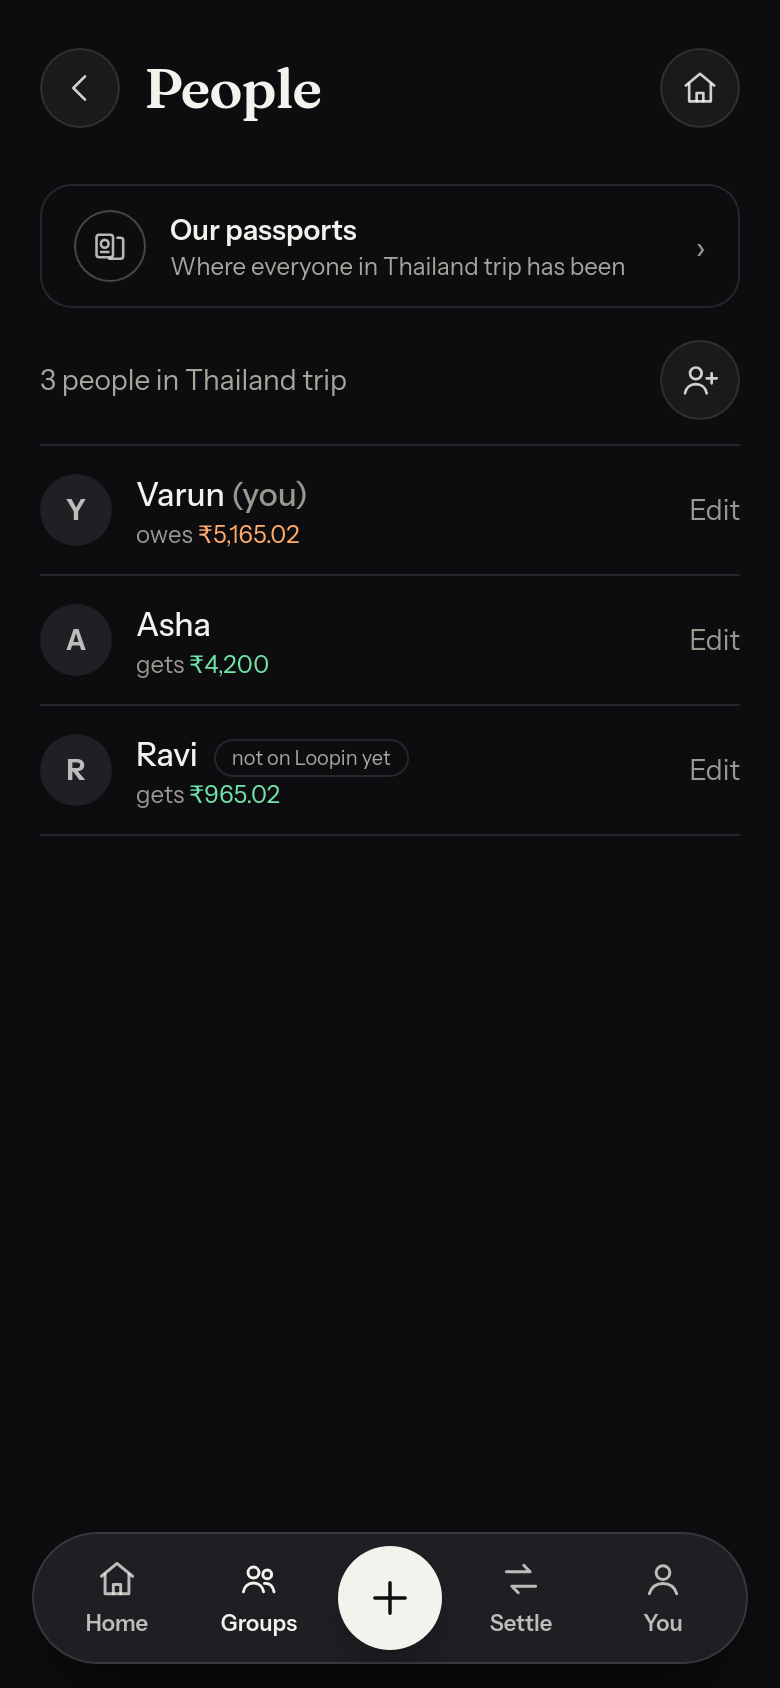 People
Our passports
Where everyone in Thailand trip has been
3 people in Thailand trip
Y
Varun (you)
owes ₹5,165.02
Edit
A
Asha
gets ₹4,200
Edit
R
Ravi not on Loopin yet
gets ₹965.02
Edit
Home
Groups
Settle
You